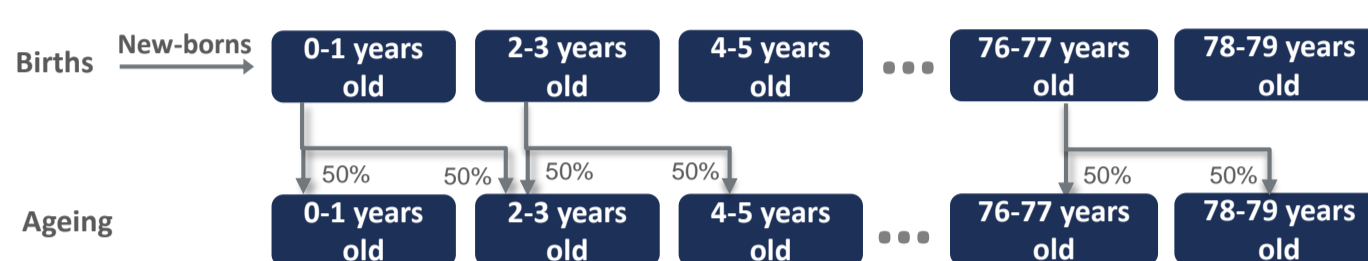 Births
New-borns
0-1 years
old
2-3 years
old
4-5 years
old
76-77 years
old
78-79 years
old
50%
50%
50%
50%
50%
50%
Ageing
0-1 years
old
2-3 years
old
4-5 years
old
76-77 years
old
78-79 years
old